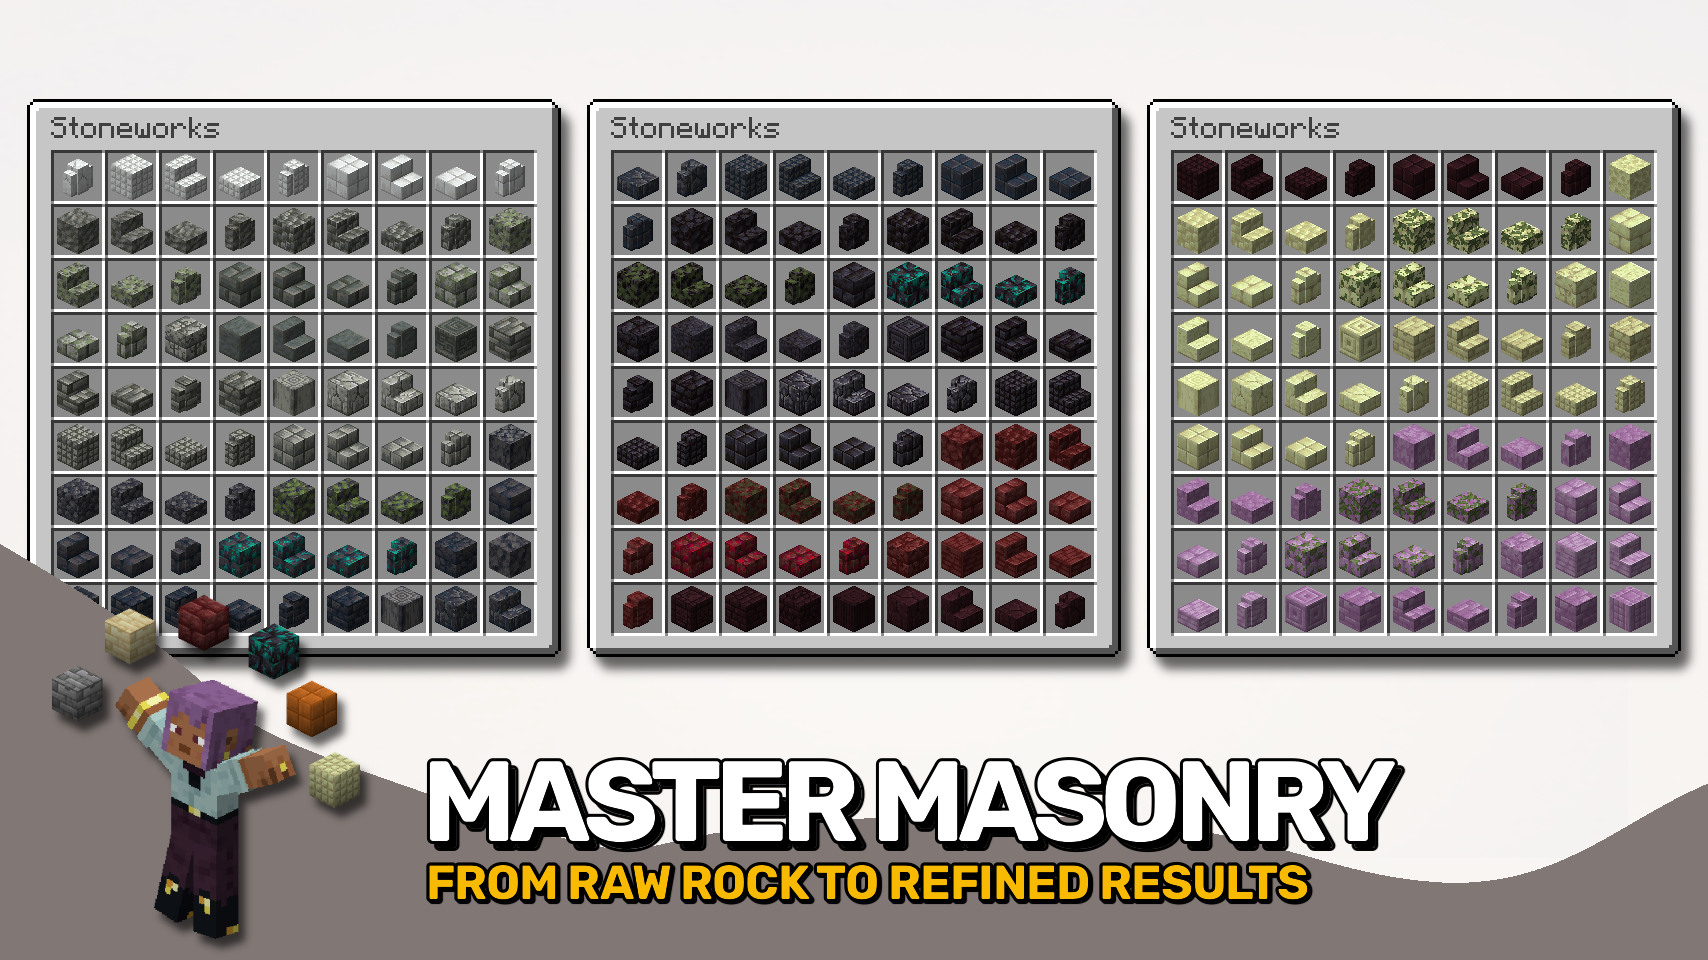 Stoneworks
Stoneworks
Stoneworks
MASTER MASONRY
FROM RAW ROCK TO REFINED RESULTS